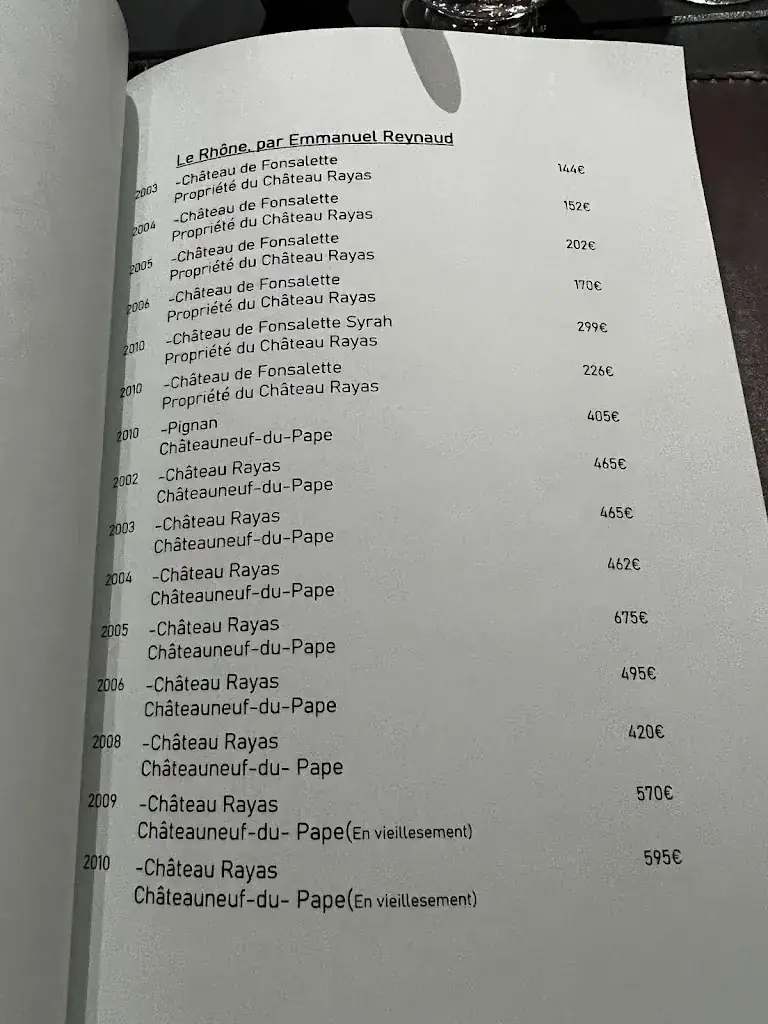 Le Rhône, par Emmanuel Reynaud
2003 -Château de Fonsalette 144€
Propriété du Château Rayas
2004 -Château de Fonsalette 152€
Propriété du Château Rayas
2005 -Château de Fonsalette 202€
Propriété du Château Rayas
2006 -Château de Fonsalette 170€
Propriété du Château Rayas
2010 -Château de Fonsalette Syrah 299€
Propriété du Château Rayas
2010 -Château de Fonsalette 226€
Propriété du Château Rayas
2010 -Pignan 405€
Châteauneuf-du-Pape
2002 -Château Rayas 465€
Châteauneuf-du-Pape
2003 -Château Rayas 465€
Châteauneuf-du-Pape
2004 -Château Rayas 462€
Châteauneuf-du-Pape
2005 -Château Rayas 675€
Châteauneuf-du-Pape
2006 -Château Rayas 495€
Châteauneuf-du-Pape
2008 -Château Rayas 420€
Châteauneuf-du- Pape
2009 -Château Rayas 570€
Châteauneuf-du- Pape(En vieillesement)
2010 -Château Rayas 595€
Châteauneuf-du- Pape(En vieillesement)